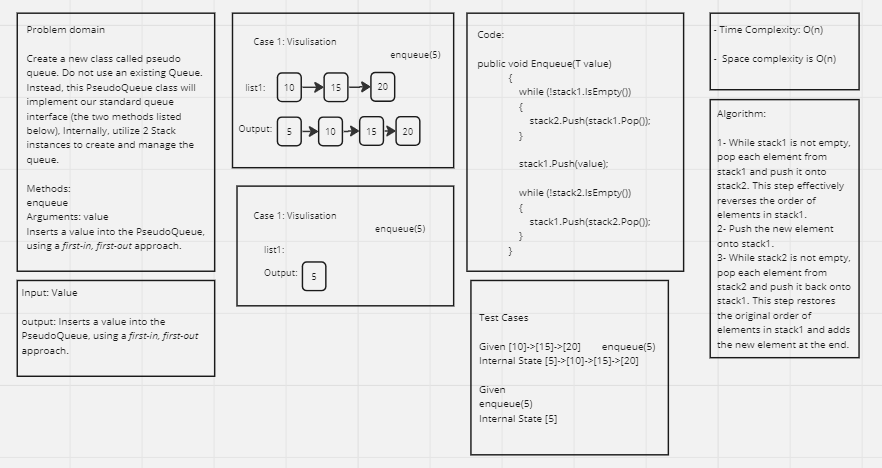 Problem domain
Create a new class called pseudo
queue. Do not use an existing Queue.
Instead, this PseudoQueue class will
implement our standard queue
interface (the two methods listed
below), Internally, utilize 2 Stack
instances to create and manage the
queue.
Methods:
enqueue
Arguments: value
Inserts a value into the PseudoQueue,
using a first-in, first-out approach.
Input: Value
output: Inserts a value into the
PseudoQueue, using a first-in, first-out
approach.
Case 1: Visulisation
enqueue(5)
list1: 10 15 20
Output: 5 10 15 20
Case 1: Visulisation
enqueue(5)
list1:
Output: 5
Code:
public void Enqueue(T value)
{
while (!stack1.IsEmpty())
{
stack2.Push(stack1.Pop());
}
stack1.Push(value);
while (!stack2.IsEmpty())
{
stack1.Push(stack2.Pop());
}
}
Test Cases
Given [10]->[15]->[20] enqueue(5)
Internal State [5]->[10]->[15]->[20]
Given
enqueue(5)
Internal State [5]
- Time Complexity: O(n)
- Space complexity is O(n)
Algorithm:
1- While stack1 is not empty,
pop each element from
stack1 and push it onto
stack2. This step effectively
reverses the order of
elements in stack1.
2- Push the new element
onto stack1.
3- While stack2 is not empty,
pop each element from
stack2 and push it back onto
stack1. This step restores
the original order of
elements in stack1 and adds
the new element at the end.